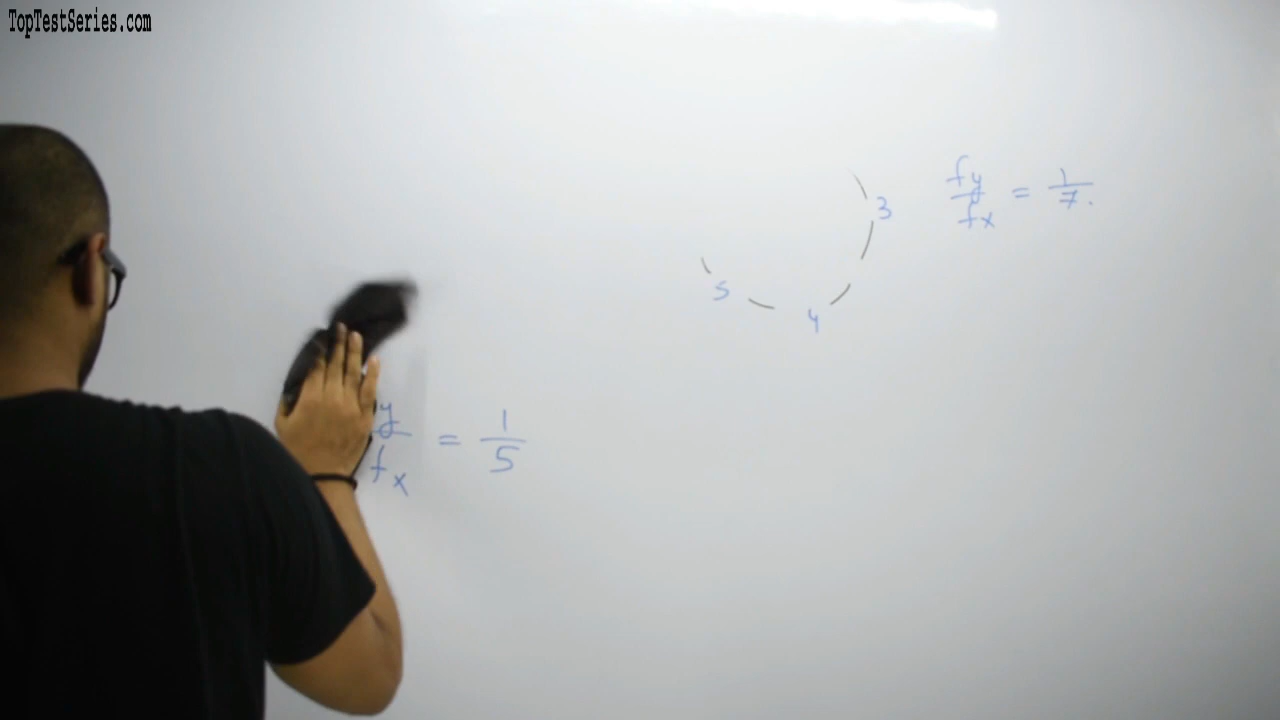 TopTestSeries.com
fy/fx = 1/7.
3
5
4
y/fx = 1/5